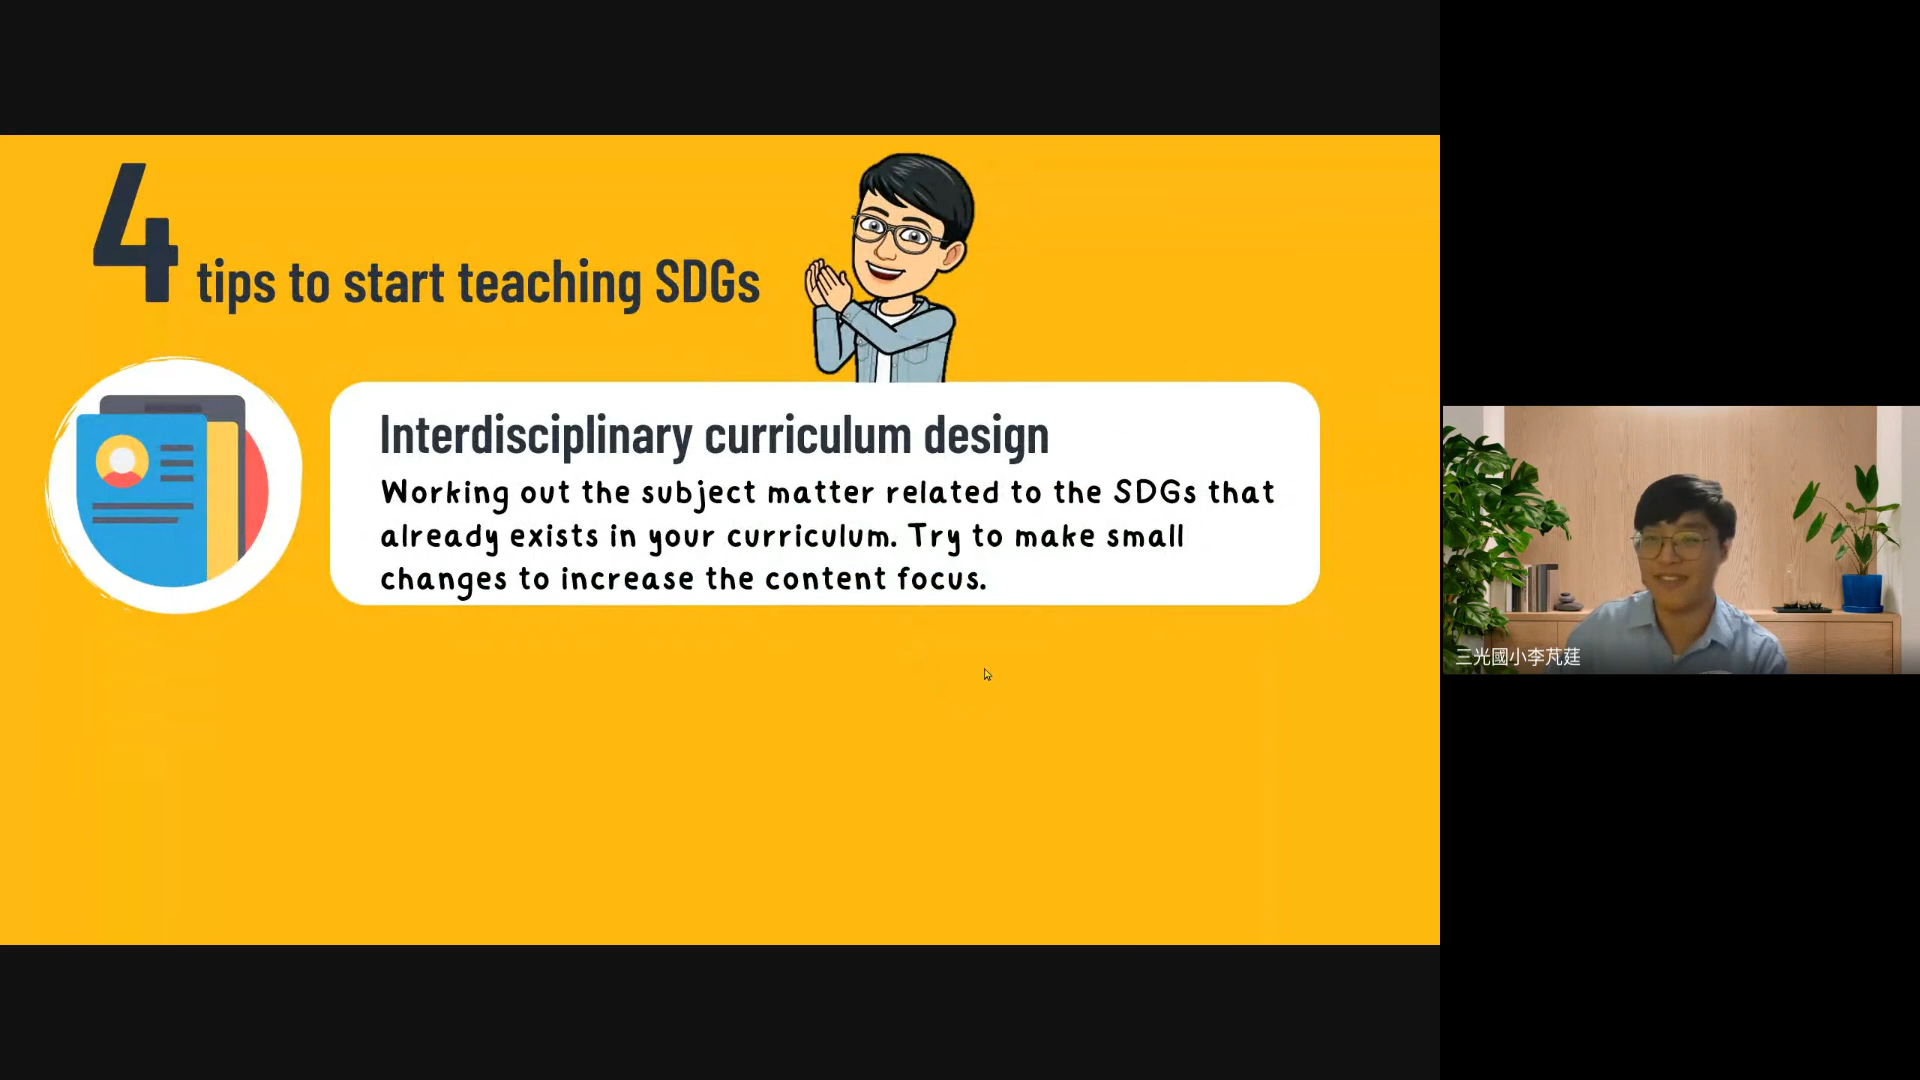 4 tips to start teaching SDGs
Interdisciplinary curriculum design
Working out the subject matter related to the SDGs that
already exists in your curriculum. Try to make small
changes to increase the content focus.
三光國小李芃莛